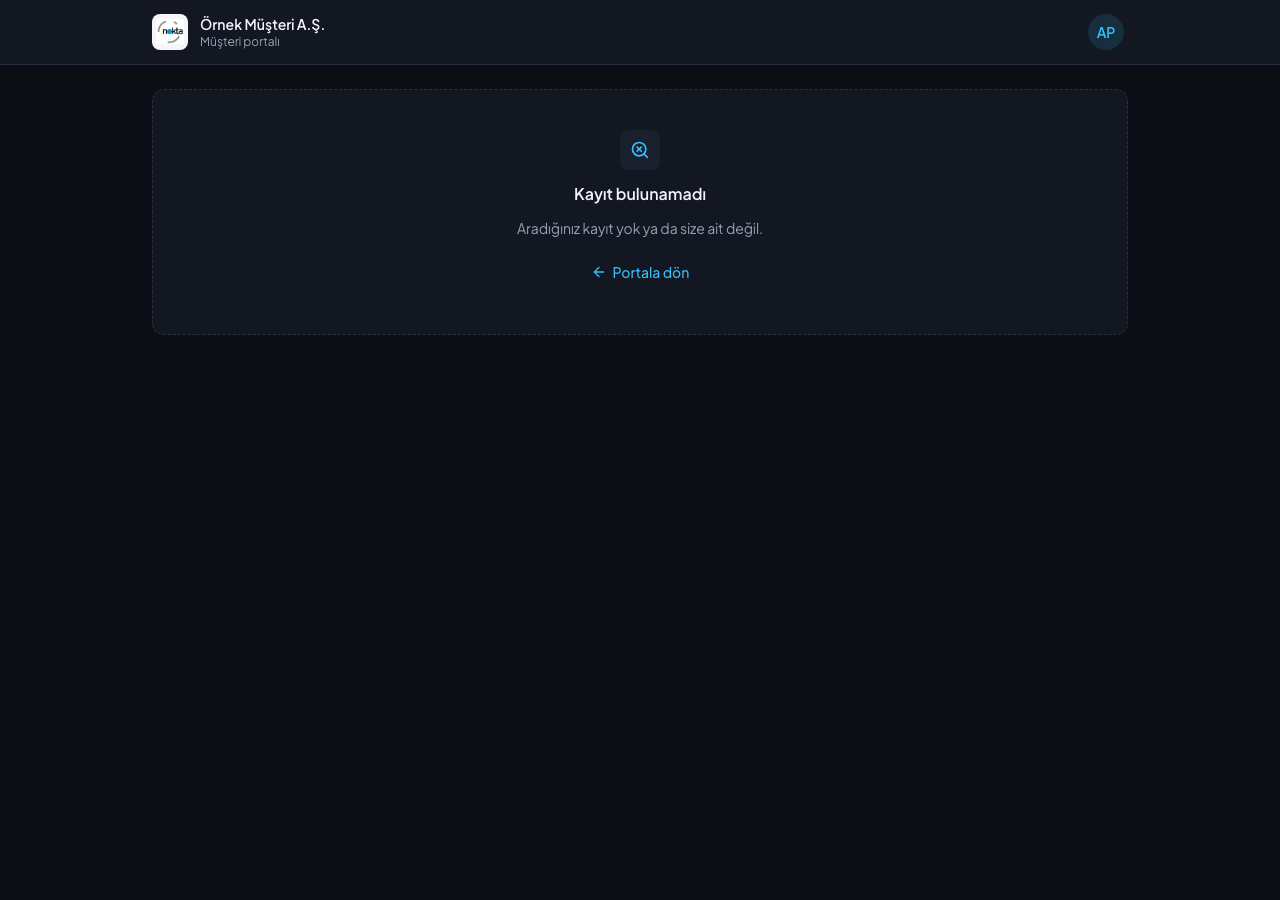 nokta
Örnek Müşteri A.Ş.
Müşteri portalı
AP
Kayıt bulunamadı
Aradığınız kayıt yok ya da size ait değil.
Portala dön